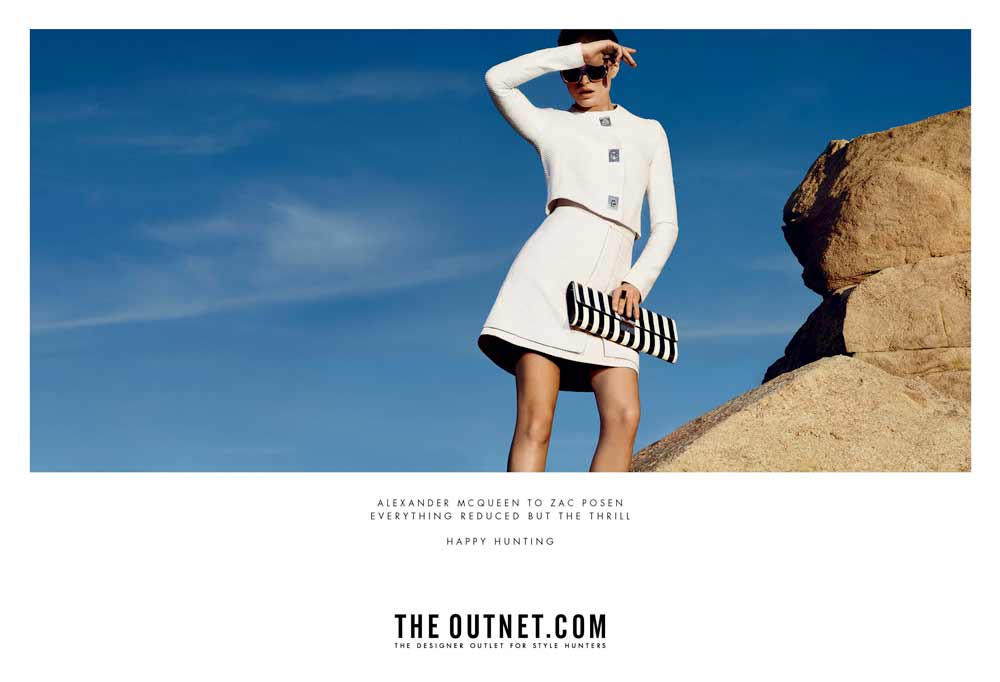 ALEXANDER MCQUEEN TO ZAC POSEN
EVERYTHING REDUCED BUT THE THRILL
HAPPY HUNTING
THE OUTNET.COM
THE DESIGNER OUTLET FOR STYLE HUNTERS